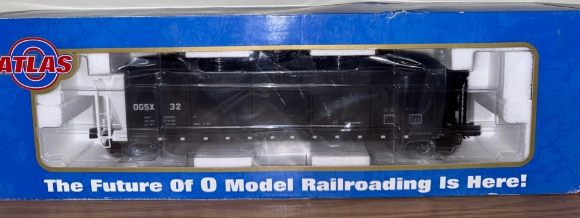 ATLAS
O
OGSX 32
The Future Of O Model Railroading Is Here!